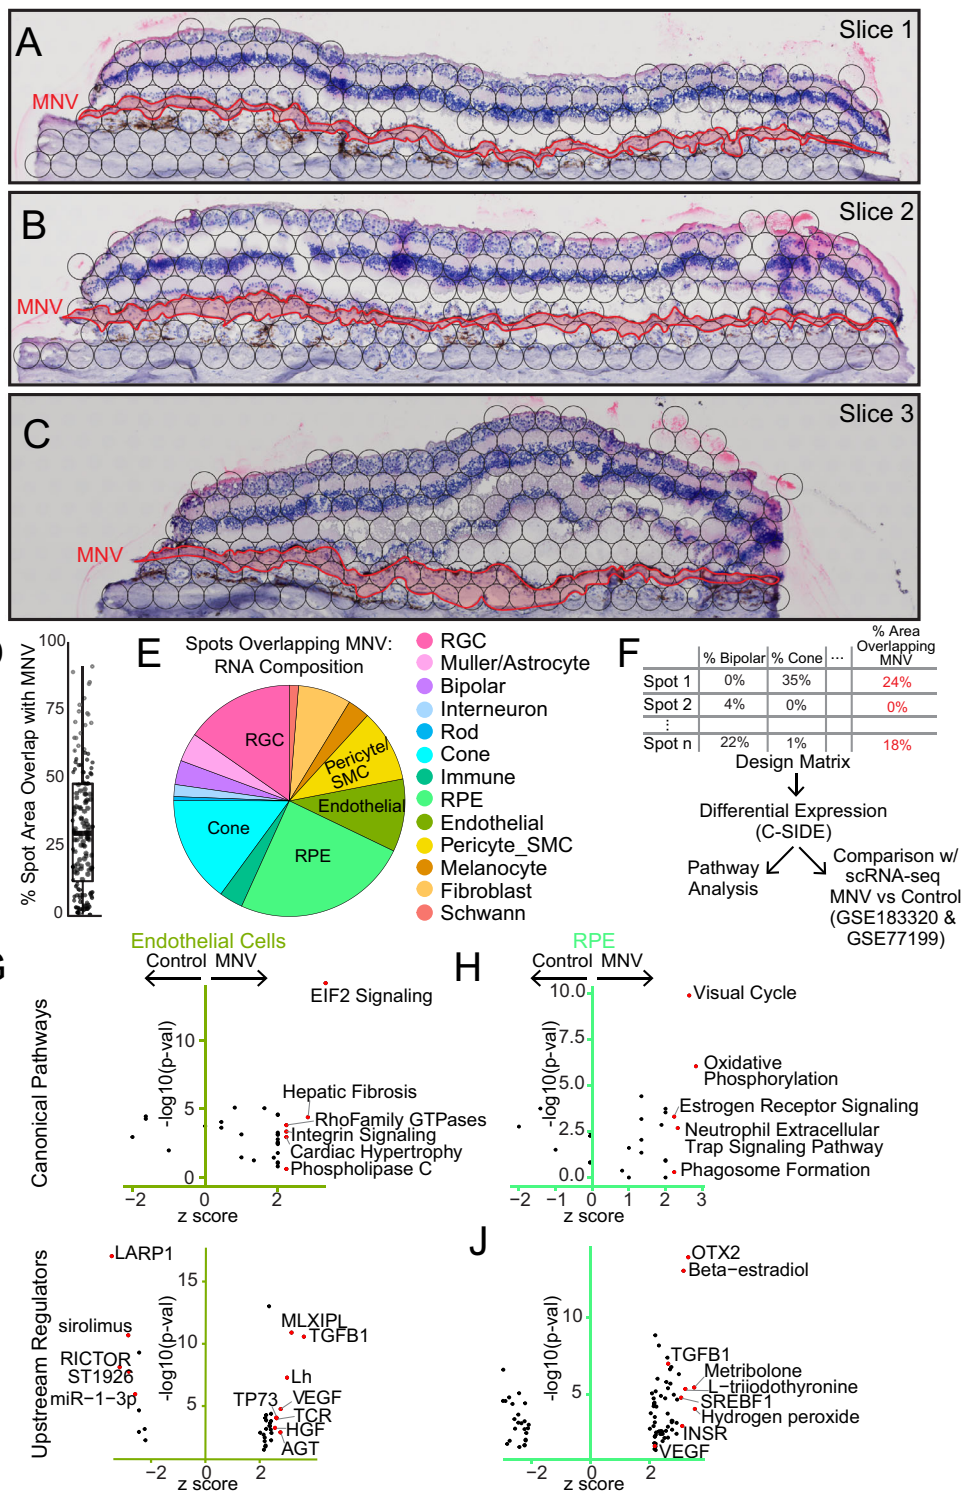 A
Slice 1
MNV
B
Slice 2
MNV
C
Slice 3
MNV
% Spot Area Overlap with MNV
100
75
50
25
0
E
Spots Overlapping MNV:
RNA Composition
RGC
Pericyte/
SMC
Endothelial
Cone
RPE
RGC
Muller/Astrocyte
Bipolar
Interneuron
Rod
Cone
Immune
RPE
Endothelial
Pericyte_SMC
Melanocyte
Fibroblast
Schwann
F
% Bipolar % Cone ... % Area Overlapping MNV
Spot 1 0% 35% 24%
Spot 2 4% 0% 0%
⋮
Spot n 22% 1% 18%
Design Matrix
Differential Expression
(C-SIDE)
Pathway
Analysis
Comparison w/
scRNA-seq
MNV vs Control
(GSE183320 &
GSE77199)
Canonical Pathways
Endothelial Cells
Control MNV
-log10(p-val)
10
5
0
EIF2 Signaling
Hepatic Fibrosis
RhoFamily GTPases
Integrin Signaling
Cardiac Hypertrophy
Phospholipase C
−2 0 2
z score
H
RPE
Control MNV
-log10(p-val)
10.0
7.5
5.0
2.5
0.0
Visual Cycle
Oxidative
Phosphorylation
Estrogen Receptor Signaling
Neutrophil Extracellular
Trap Signaling Pathway
Phagosome Formation
−2 −1 0 1 2 3
z score
Upstream Regulators
-log10(p-val)
15
10
5
LARP1
sirolimus
RICTOR
ST1926
miR−1−3p
MLXIPL
TGFB1
Lh
TP73
VEGF
TCR
HGF
AGT
−2 0 2
z score
J
-log10(p-val)
10
5
OTX2
Beta−estradiol
TGFB1
Metribolone
L−triiodothyronine
SREBF1
Hydrogen peroxide
INSR
VEGF
−2 0 2
z score